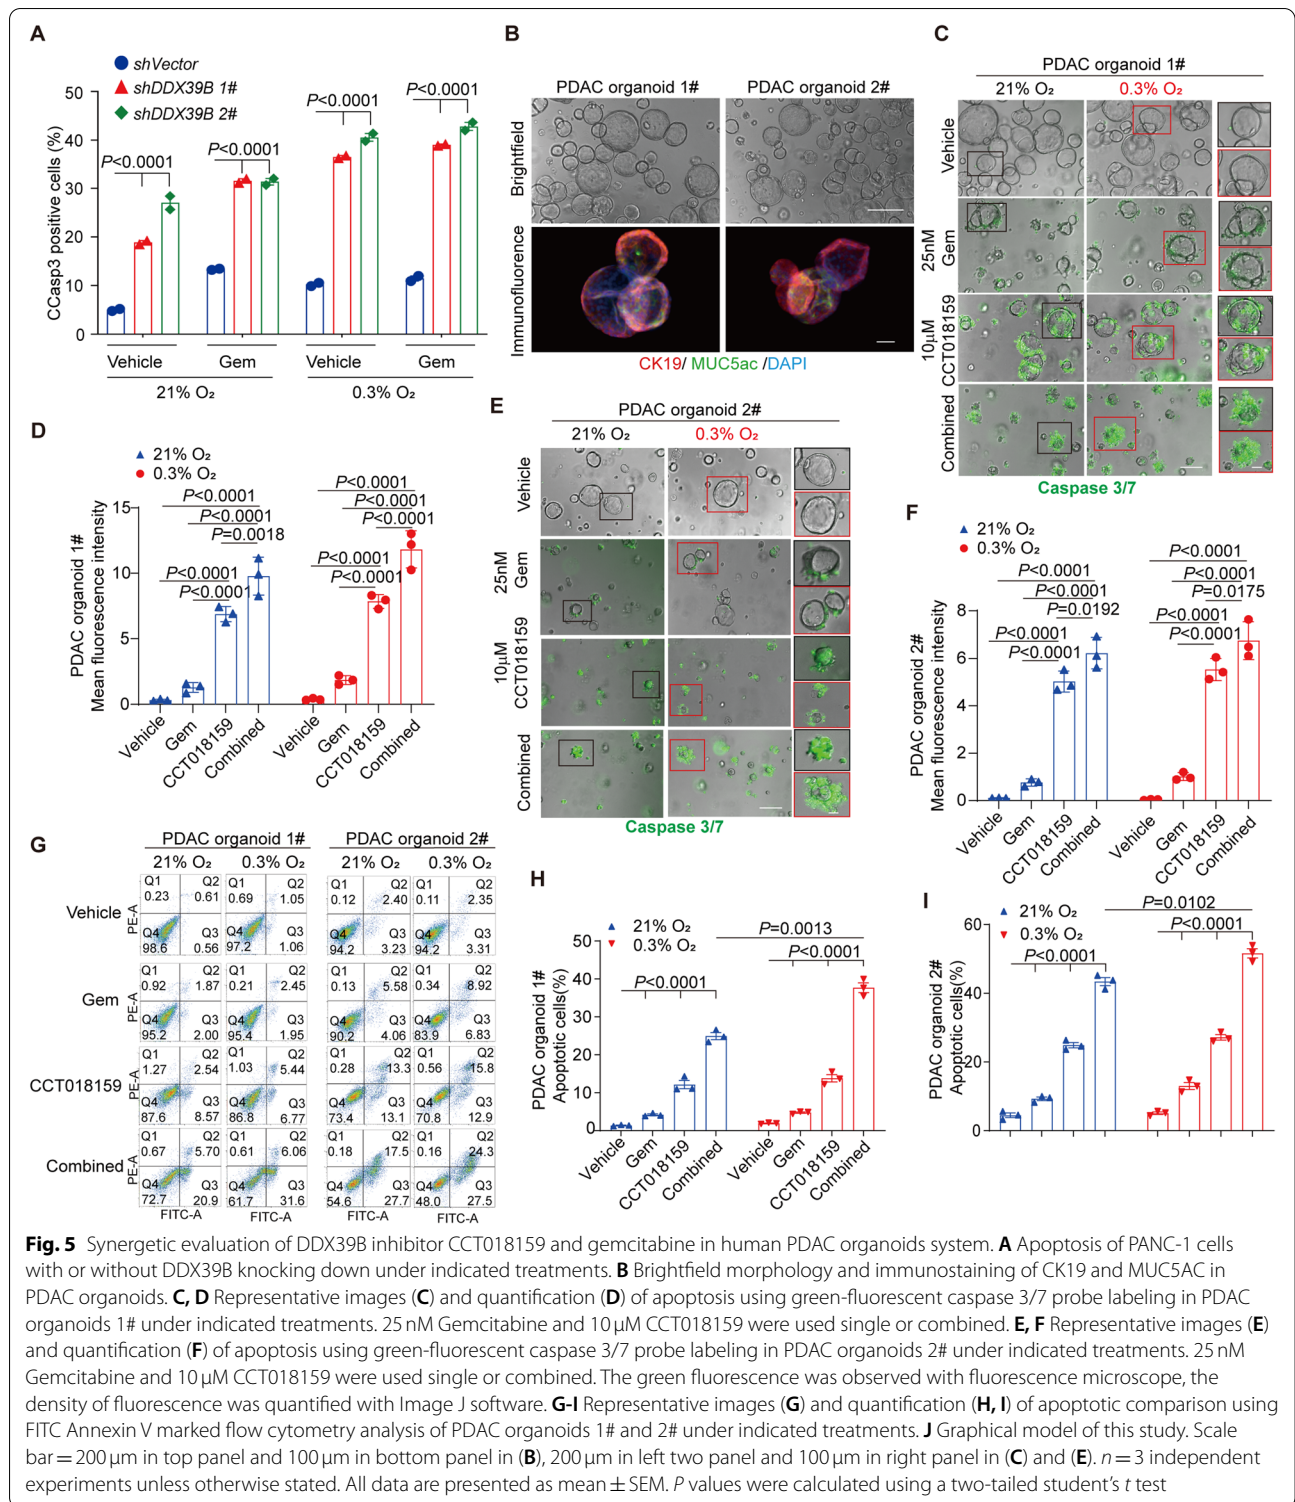 A
shVector
shDDX39B 1#
shDDX39B 2#
CCasp3 positive cells (%)
50
40
30
20
10
0
P<0.0001
P<0.0001
P<0.0001
P<0.0001
Vehicle
Gem
Vehicle
Gem
21% O₂
0.3% O₂
B
PDAC organoid 1#
PDAC organoid 2#
Brightfield
Immunofluorence
CK19/ MUC5ac /DAPI
C
PDAC organoid 1#
21% O₂
0.3% O₂
Vehicle
25nM
Gem
10μM
CCT018159
Combined
Caspase 3/7
D
21% O₂
0.3% O₂
PDAC organoid 1#
Mean fluorescence intensity
15
10
5
0
P<0.0001
P<0.0001
P=0.0018
P<0.0001
P<0.0001
P<0.0001
P<0.0001
P<0.0001
P<0.0001
P<0.0001
Vehicle
Gem
CCT018159
Combined
Vehicle
Gem
CCT018159
Combined
E
PDAC organoid 2#
21% O₂
0.3% O₂
Vehicle
25nM
Gem
10μM
CCT018159
Combined
Caspase 3/7
F
21% O₂
0.3% O₂
PDAC organoid 2#
Mean fluorescence intensity
8
6
4
2
0
P<0.0001
P<0.0001
P=0.0192
P<0.0001
P<0.0001
P<0.0001
P<0.0001
P=0.0175
P<0.0001
P<0.0001
Vehicle
Gem
CCT018159
Combined
Vehicle
Gem
CCT018159
Combined
G
PDAC organoid 1#
PDAC organoid 2#
21% O₂
0.3% O₂
21% O₂
0.3% O₂
Vehicle
PE-A
Q1 Q2
0.23 0.61
Q4 Q3
98.6 0.56
Q1 Q2
0.69 1.05
Q4 Q3
97.2 1.06
Q1 Q2
0.12 2.40
Q4 Q3
94.2 3.23
Q1 Q2
0.11 2.35
Q4 Q3
94.2 3.31
Gem
PE-A
Q1 Q2
0.92 1.87
Q4 Q3
95.2 2.00
Q1 Q2
0.21 2.45
Q4 Q3
95.4 1.95
Q1 Q2
0.13 5.58
Q4 Q3
90.2 4.06
Q1 Q2
0.34 8.92
Q4 Q3
83.9 6.83
CCT018159
PE-A
Q1 Q2
1.27 2.54
Q4 Q3
87.6 8.57
Q1 Q2
1.03 5.44
Q4 Q3
86.8 6.77
Q1 Q2
0.28 13.3
Q4 Q3
73.4 13.1
Q1 Q2
0.56 15.8
Q4 Q3
70.8 12.9
Combined
PE-A
Q1 Q2
0.67 5.70
Q4 Q3
72.7 20.9
Q1 Q2
0.61 6.06
Q4 Q3
61.7 31.6
Q1 Q2
0.18 17.5
Q4 Q3
54.6 27.7
Q1 Q2
0.16 24.3
Q4 Q3
48.0 27.5
FITC-A
FITC-A
FITC-A
FITC-A
H
21% O₂
0.3% O₂
PDAC organoid 1#
Apoptotic cells(%)
50
40
30
20
10
0
P=0.0013
P<0.0001
P<0.0001
Vehicle
Gem
CCT018159
Combined
Vehicle
Gem
CCT018159
Combined
I
21% O₂
0.3% O₂
PDAC organoid 2#
Apoptotic cells(%)
60
40
20
0
P=0.0102
P<0.0001
P<0.0001
Fig. 5 Synergetic evaluation of DDX39B inhibitor CCT018159 and gemcitabine in human PDAC organoids system. A Apoptosis of PANC-1 cells
with or without DDX39B knocking down under indicated treatments. B Brightfield morphology and immunostaining of CK19 and MUC5AC in
PDAC organoids. C, D Representative images (C) and quantification (D) of apoptosis using green-fluorescent caspase 3/7 probe labeling in PDAC
organoids 1# under indicated treatments. 25 nM Gemcitabine and 10 μM CCT018159 were used single or combined. E, F Representative images (E)
and quantification (F) of apoptosis using green-fluorescent caspase 3/7 probe labeling in PDAC organoids 2# under indicated treatments. 25 nM
Gemcitabine and 10 μM CCT018159 were used single or combined. The green fluorescence was observed with fluorescence microscope, the
density of fluorescence was quantified with Image J software. G-I Representative images (G) and quantification (H, I) of apoptotic comparison using
FITC Annexin V marked flow cytometry analysis of PDAC organoids 1# and 2# under indicated treatments. J Graphical model of this study. Scale
bar = 200 μm in top panel and 100 μm in bottom panel in (B), 200 μm in left two panel and 100 μm in right panel in (C) and (E). n = 3 independent
experiments unless otherwise stated. All data are presented as mean ± SEM. P values were calculated using a two-tailed student's t test